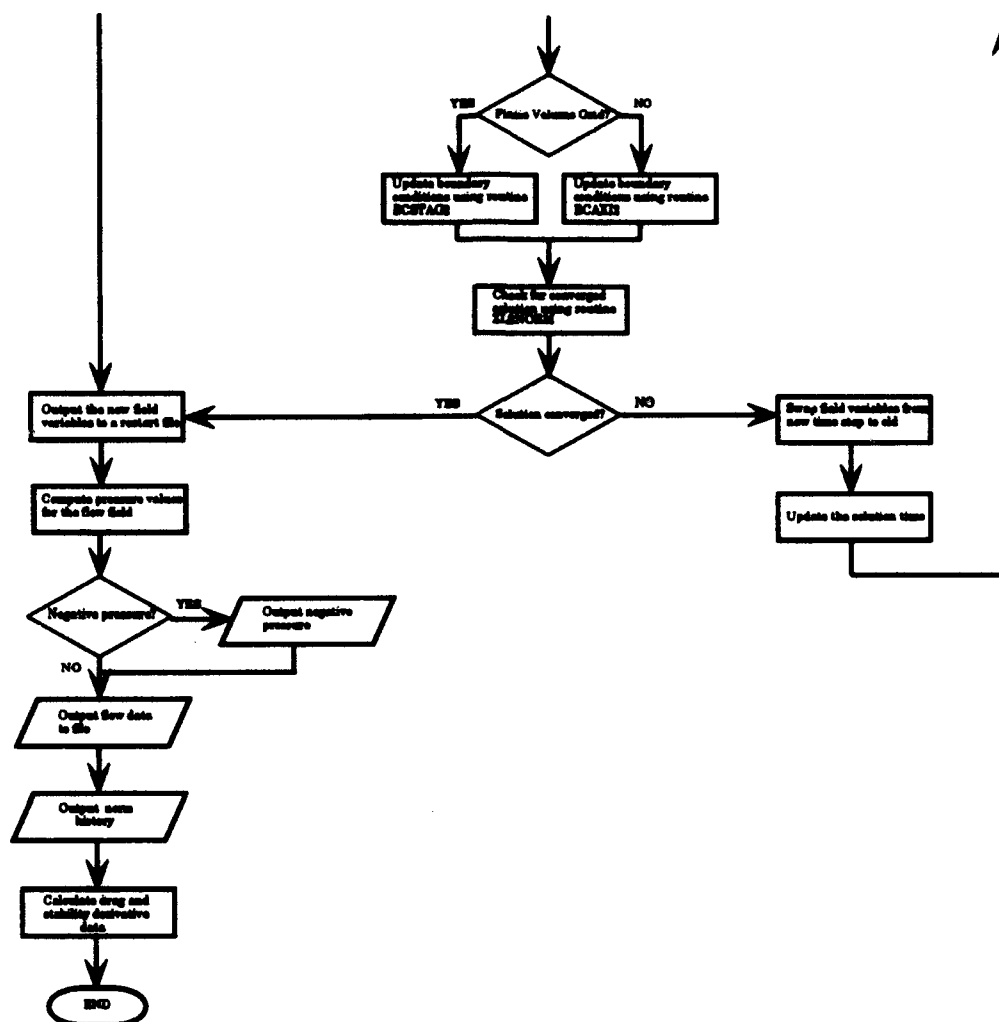 Finite Volume Grid?
YES
NO
Update boundary
conditions using routine
Update boundary
conditions using routine
BCAXIS
Check for converged
solution using routine
Solution converged?
YES
NO
Output the new field
variables to a restart file
Swap field variables from
new time step to old
Compute pressure values
for the flow field
Update the solution time
Negative pressure?
YES
Output negative
pressure
NO
Output flow data
to file
Output norm
history
Calculate drag and
stability derivative
data
END